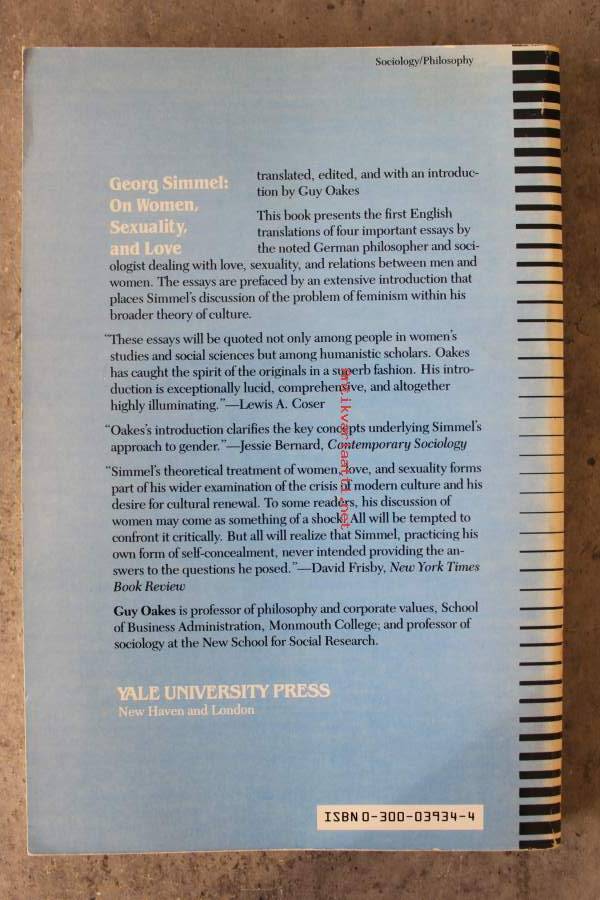 Sociology/Philosophy
Georg Simmel:
On Women,
Sexuality,
and Love
translated, edited, and with an introduc-
tion by Guy Oakes
This book presents the first English
translations of four important essays by
the noted German philosopher and soci-
ologist dealing with love, sexuality, and relations between men and
women. The essays are prefaced by an extensive introduction that
places Simmel's discussion of the problem of feminism within his
broader theory of culture.
"These essays will be quoted not only among people in women's
studies and social sciences but among humanistic scholars. Oakes
has caught the spirit of the originals in a superb fashion. His intro-
duction is exceptionally lucid, comprehensive, and altogether
highly illuminating."—Lewis A. Coser
"Oakes's introduction clarifies the key concepts underlying Simmel's
approach to gender."—Jessie Bernard, Contemporary Sociology
"Simmel's theoretical treatment of women, love, and sexuality forms
part of his wider examination of the crisis of modern culture and his
desire for cultural renewal. To some readers, his discussion of
women may come as something of a shock. All will be tempted to
confront it critically. But all will realize that Simmel, practicing his
own form of self-concealment, never intended providing the an-
swers to the questions he posed."—David Frisby, New York Times
Book Review
Guy Oakes is professor of philosophy and corporate values, School
of Business Administration, Monmouth College; and professor of
sociology at the New School for Social Research.
YALE UNIVERSITY PRESS
New Haven and London
ISBN 0-300-03934-4